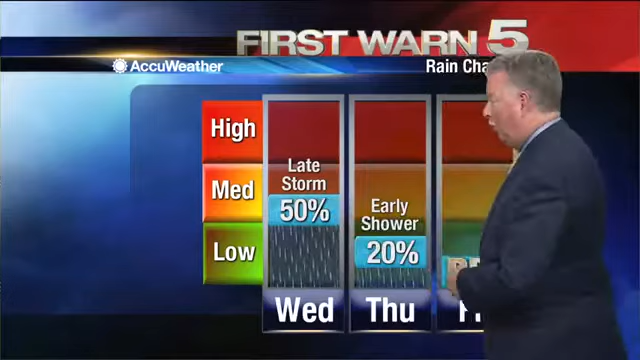 FIRST WARN 5
AccuWeather
Rain Cha
High
Med
Low
Late
Storm
50%
Early
Shower
20%
Wed
Thu